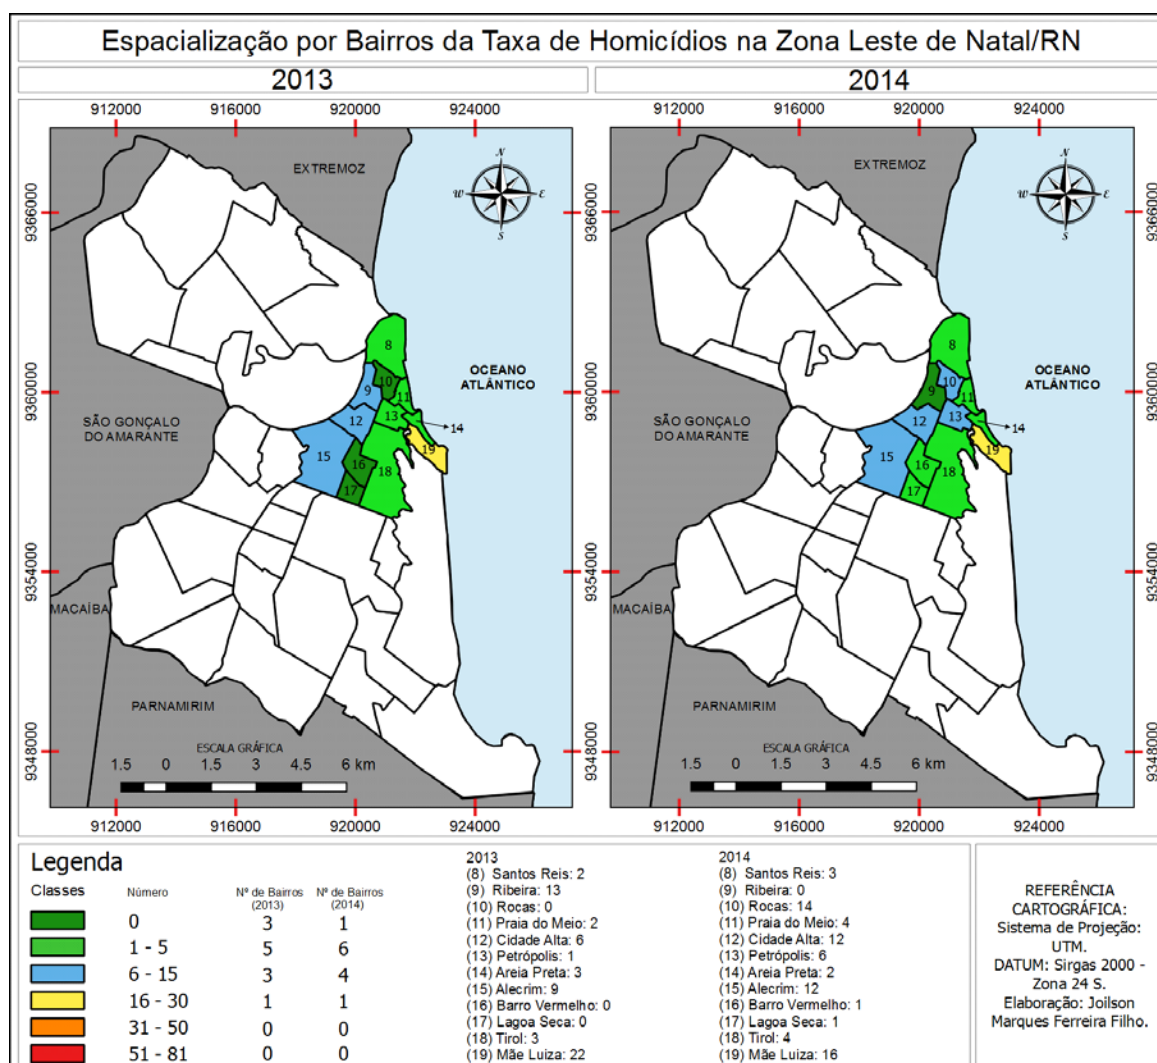 Espacialização por Bairros da Taxa de Homicídios na Zona Leste de Natal/RN
2013
2014
912000 916000 920000 924000
912000 916000 920000 924000
9366000
9360000
9354000
9348000
EXTREMOZ
N
W E
S
OCEANO
ATLÂNTICO
SÃO GONÇALO
DO AMARANTE
MACAÍBA
PARNAMIRIM
8
9
10
11
12
13
14
15
16
17
18
19
ESCALA GRÁFICA
1.5 0 1.5 3 4.5 6 km
912000 916000 920000 924000
9366000
9360000
9354000
9348000
EXTREMOZ
N
W E
S
OCEANO
ATLÂNTICO
SÃO GONÇALO
DO AMARANTE
MACAÍBA
PARNAMIRIM
8
9
10
11
12
13
14
15
16
17
18
19
ESCALA GRÁFICA
1.5 0 1.5 3 4.5 6 km
912000 916000 920000 924000
9366000
9360000
9354000
9348000
Legenda
Classes Número Nº de Bairros (2013) Nº de Bairros (2014)
0 3 1
1 - 5 5 6
6 - 15 3 4
16 - 30 1 1
31 - 50 0 0
51 - 81 0 0
2013
(8) Santos Reis: 2
(9) Ribeira: 13
(10) Rocas: 0
(11) Praia do Meio: 2
(12) Cidade Alta: 6
(13) Petrópolis: 1
(14) Areia Preta: 3
(15) Alecrim: 9
(16) Barro Vermelho: 0
(17) Lagoa Seca: 0
(18) Tirol: 3
(19) Mãe Luiza: 22
2014
(8) Santos Reis: 3
(9) Ribeira: 0
(10) Rocas: 14
(11) Praia do Meio: 4
(12) Cidade Alta: 12
(13) Petrópolis: 6
(14) Areia Preta: 2
(15) Alecrim: 12
(16) Barro Vermelho: 1
(17) Lagoa Seca: 1
(18) Tirol: 4
(19) Mãe Luiza: 16
REFERÊNCIA
CARTOGRÁFICA:
Sistema de Projeção:
UTM.
DATUM: Sirgas 2000 -
Zona 24 S.
Elaboração: Joilson
Marques Ferreira Filho.